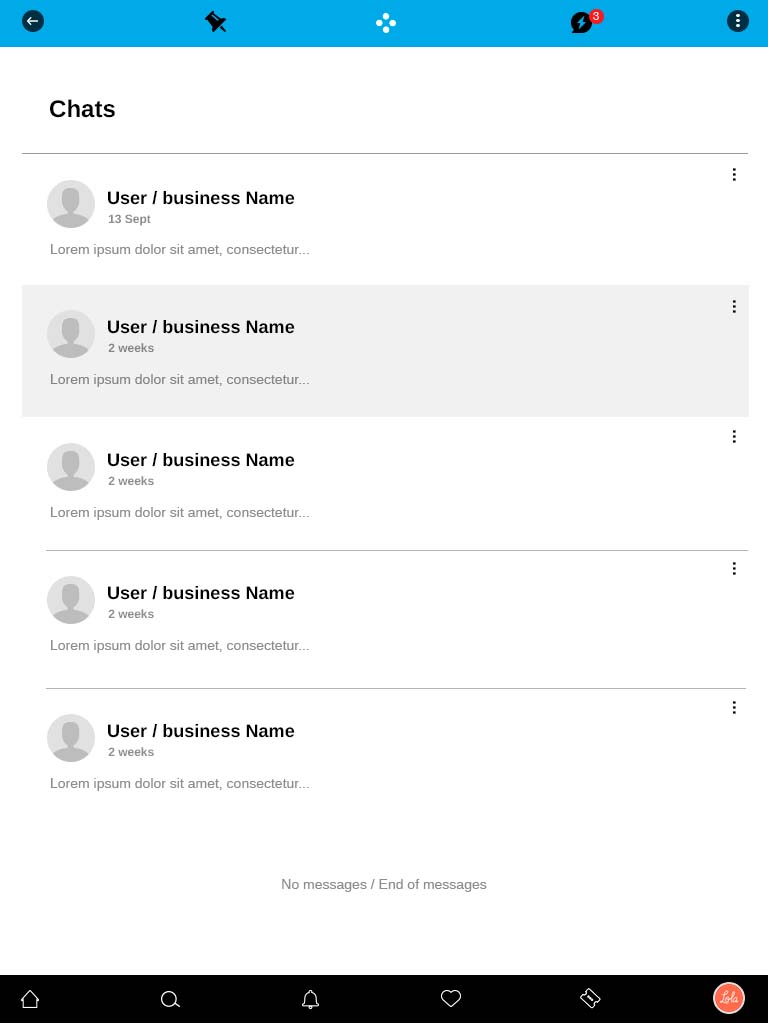 3
Chats
User / business Name
13 Sept
Lorem ipsum dolor sit amet, consectetur...
User / business Name
2 weeks
Lorem ipsum dolor sit amet, consectetur...
User / business Name
2 weeks
Lorem ipsum dolor sit amet, consectetur...
User / business Name
2 weeks
Lorem ipsum dolor sit amet, consectetur...
User / business Name
2 weeks
Lorem ipsum dolor sit amet, consectetur...
No messages / End of messages
Lola